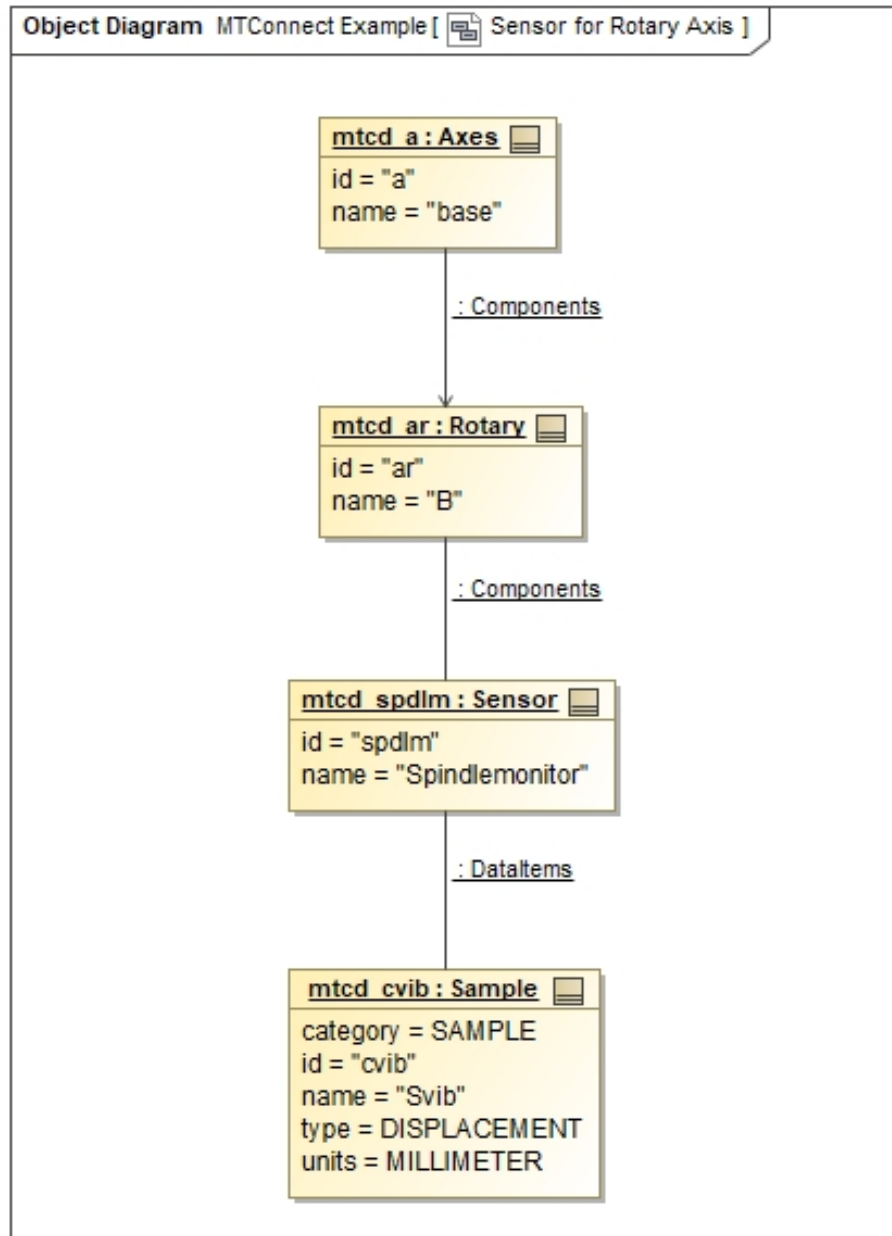 Object Diagram MTConnect Example [ Sensor for Rotary Axis ]
mtcd_a : Axes
id = "a"
name = "base"
: Components
mtcd_ar : Rotary
id = "ar"
name = "B"
: Components
mtcd_spdlm : Sensor
id = "spdlm"
name = "Spindlemonitor"
: DataItems
mtcd_cvib : Sample
category = SAMPLE
id = "cvib"
name = "Svib"
type = DISPLACEMENT
units = MILLIMETER